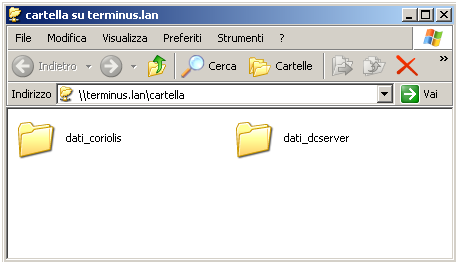 cartella su terminus.lan
File Modifica Visualizza Preferiti Strumenti ?
Indietro Cerca Cartelle »
Indirizzo \\terminus.lan\cartella Vai
dati_coriolis dati_dcserver